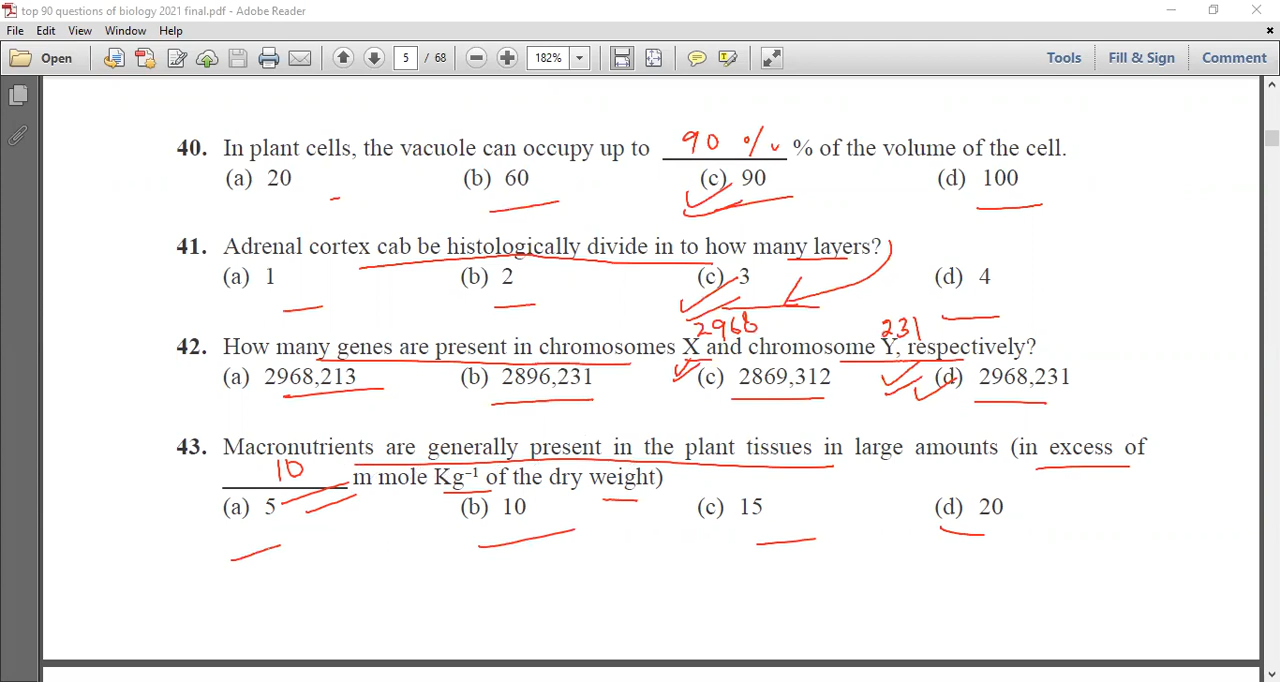 top 90 questions of biology 2021 final.pdf - Adobe Reader
File Edit View Window Help
Open 5 / 68 182% Tools Fill & Sign Comment
90 %
40. In plant cells, the vacuole can occupy up to ________ % of the volume of the cell.
(a) 20 (b) 60 (c) 90 (d) 100
41. Adrenal cortex cab be histologically divide in to how many layers?
(a) 1 (b) 2 (c) 3 (d) 4
2968 231
42. How many genes are present in chromosomes X and chromosome Y, respectively?
(a) 2968,213 (b) 2896,231 (c) 2869,312 (d) 2968,231
43. Macronutrients are generally present in the plant tissues in large amounts (in excess of
10
________ m mole Kg⁻¹ of the dry weight)
(a) 5 (b) 10 (c) 15 (d) 20